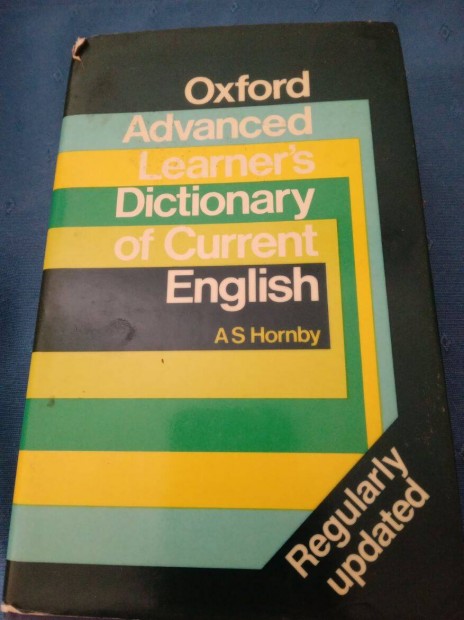 Oxford
Advanced
Learner's
Dictionary
of Current
English
A S Hornby
Regularly
updated